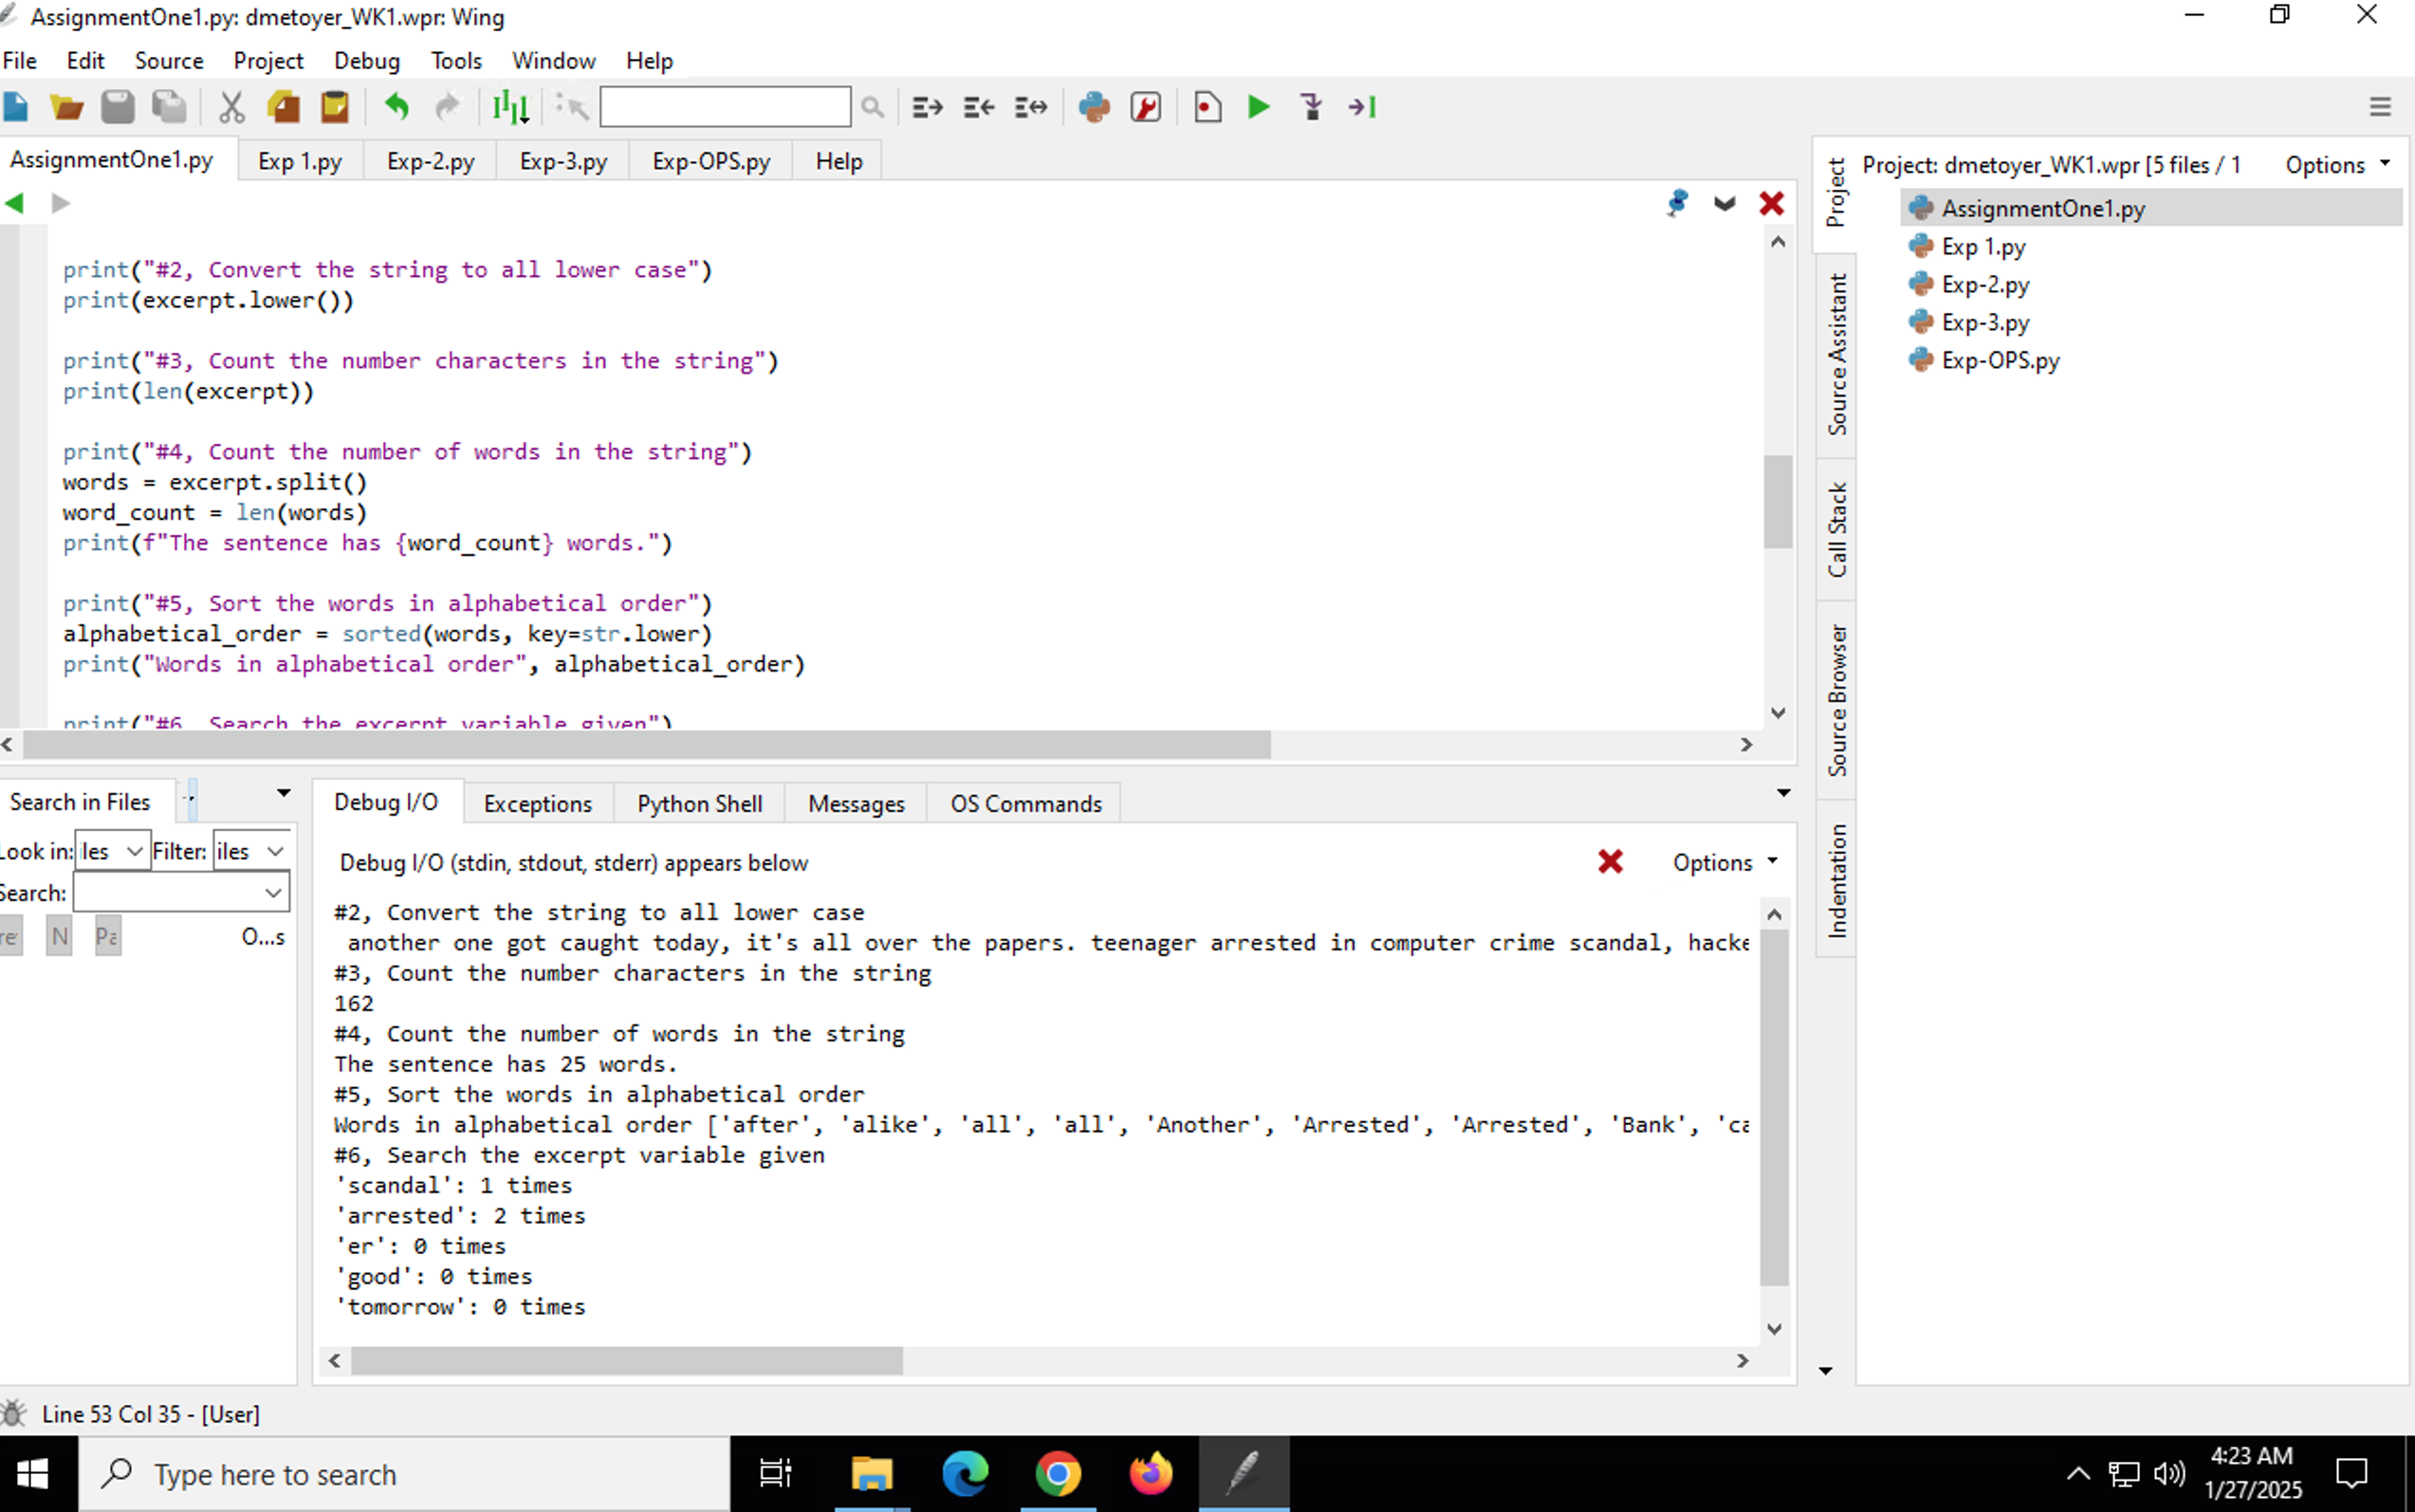 AssignmentOne1.py: dmetoyer_WK1.wpr: Wing
File Edit Source Project Debug Tools Window Help
AssignmentOne1.py Exp 1.py Exp-2.py Exp-3.py Exp-OPS.py Help
print("#2, Convert the string to all lower case")
print(excerpt.lower())
print("#3, Count the number characters in the string")
print(len(excerpt))
print("#4, Count the number of words in the string")
words = excerpt.split()
word_count = len(words)
print(f"The sentence has {word_count} words.")
print("#5, Sort the words in alphabetical order")
alphabetical_order = sorted(words, key=str.lower)
print("Words in alphabetical order", alphabetical_order)
print("#6, Search the excerpt variable given")
Project: dmetoyer_WK1.wpr [5 files / 1 Options
AssignmentOne1.py
Exp 1.py
Exp-2.py
Exp-3.py
Exp-OPS.py
Project
Source Assistant
Call Stack
Source Browser
Indentation
Search in Files
Look in: iles Filter: iles
Search:
re N Pa O...s
Debug I/O Exceptions Python Shell Messages OS Commands
Debug I/O (stdin, stdout, stderr) appears below Options
#2, Convert the string to all lower case
another one got caught today, it's all over the papers. teenager arrested in computer crime scandal, hacke
#3, Count the number characters in the string
162
#4, Count the number of words in the string
The sentence has 25 words.
#5, Sort the words in alphabetical order
Words in alphabetical order ['after', 'alike', 'all', 'all', 'Another', 'Arrested', 'Arrested', 'Bank', 'ca
#6, Search the excerpt variable given
'scandal': 1 times
'arrested': 2 times
'er': 0 times
'good': 0 times
'tomorrow': 0 times
Line 53 Col 35 - [User]
Type here to search
4:23 AM
1/27/2025